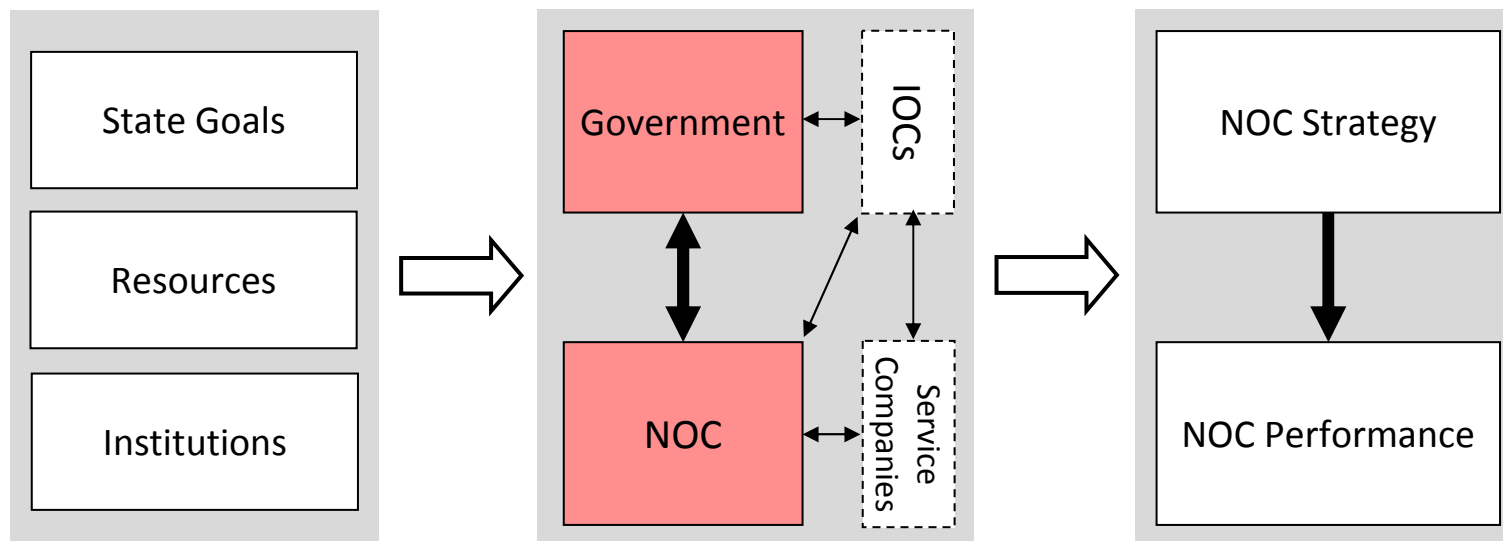 State Goals
Resources
Institutions
Government
IOCs
NOC
Service
Companies
NOC Strategy
NOC Performance